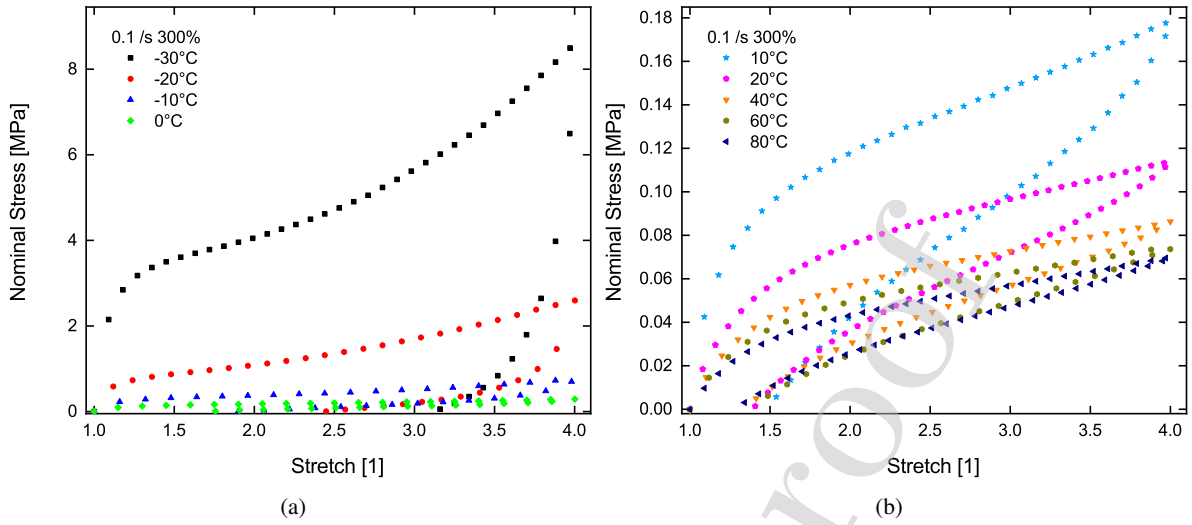 0.1 /s 300%
-30°C
-20°C
-10°C
0°C
Nominal Stress [MPa]
8
6
4
2
0
1.0 1.5 2.0 2.5 3.0 3.5 4.0
Stretch [1]
(a)
0.1 /s 300%
10°C
20°C
40°C
60°C
80°C
Nominal Stress [MPa]
0.18
0.16
0.14
0.12
0.10
0.08
0.06
0.04
0.02
0.00
1.0 1.5 2.0 2.5 3.0 3.5 4.0
Stretch [1]
(b)
roof